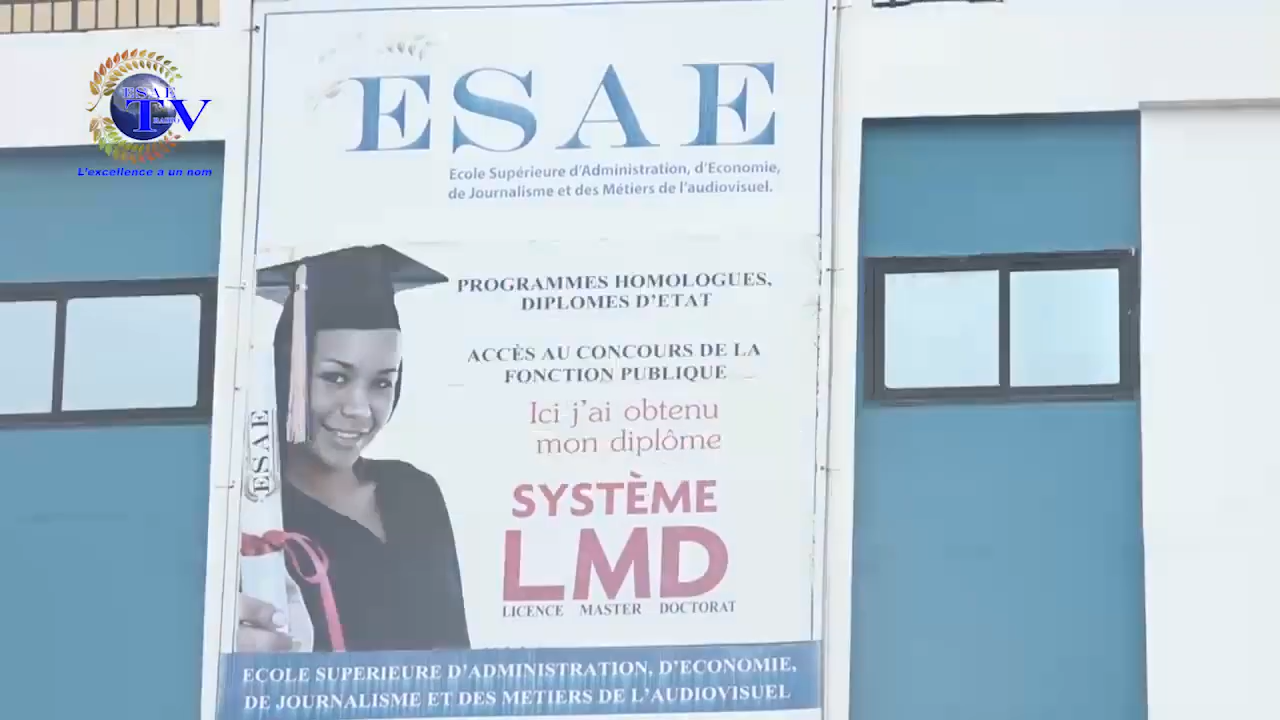 ESAE
TV
RADIO
L'excellence a un nom
ESAE
Ecole Supérieure d'Administration, d'Economie,
de Journalisme et des Métiers de l'audiovisuel.
PROGRAMMES HOMOLOGUES,
DIPLOMES D'ETAT
ACCÈS AU CONCOURS DE LA
FONCTION PUBLIQUE
Ici j'ai obtenu
mon diplôme
ESAE
SYSTÈME
LMD
LICENCE MASTER DOCTORAT
ECOLE SUPERIEURE D'ADMINISTRATION, D'ECONOMIE,
DE JOURNALISME ET DES METIERS DE L'AUDIOVISUEL